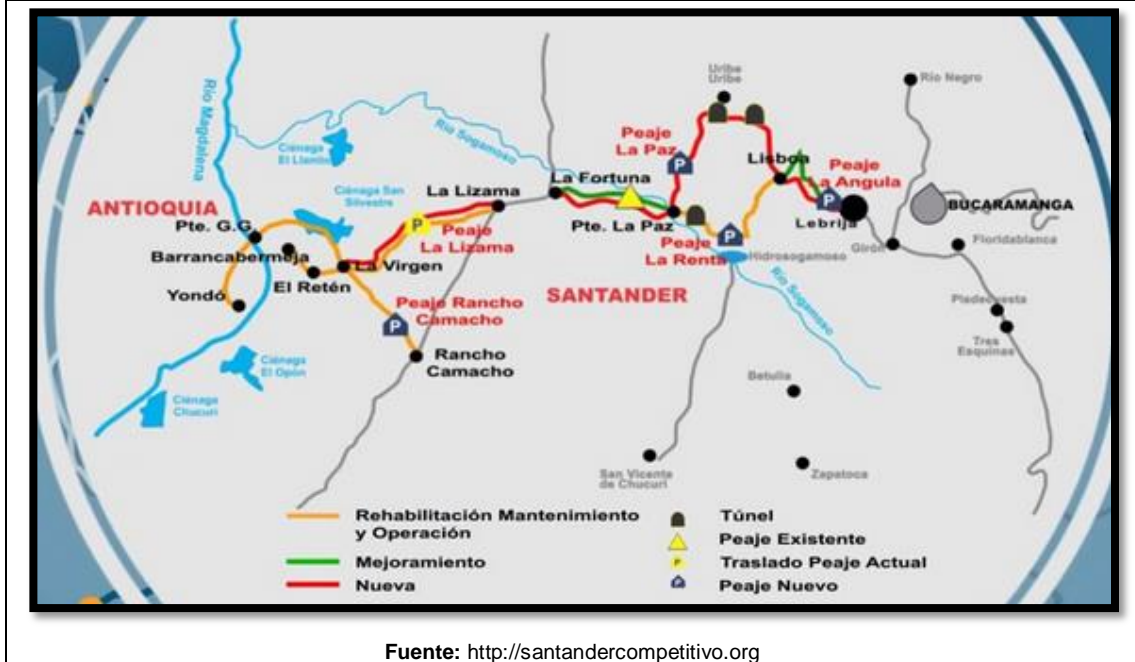 Uribe
Uribe
Río Negro
Río Magdalena
Río Sogamoso
Ciénaga
El Llanito
Peaje
La Paz
Lisboa
Peaje
La Angula
Ciénaga San
Silvestre
La Lizama
La Fortuna
ANTIOQUIA
Pte. G.G.
BUCARAMANGA
Lebrija
Peaje
La Lizama
Pte. La Paz
Peaje
La Renta
Girón
Floridablanca
Barrancabermeja
La Virgen
Hidrosogamoso
El Retén
Yondó
SANTANDER
Río Sogamoso
Peaje Rancho
Camacho
Piedecuesta
Tres
Esquinas
Rancho
Camacho
Ciénaga
El Opón
Betulia
Ciénaga
Chucurí
San Vicente
de Chucurí
Zapatoca
Rehabilitación Mantenimiento
y Operación
Mejoramiento
Nueva
Túnel
Peaje Existente
P Traslado Peaje Actual
P Peaje Nuevo
Fuente: http://santandercompetitivo.org